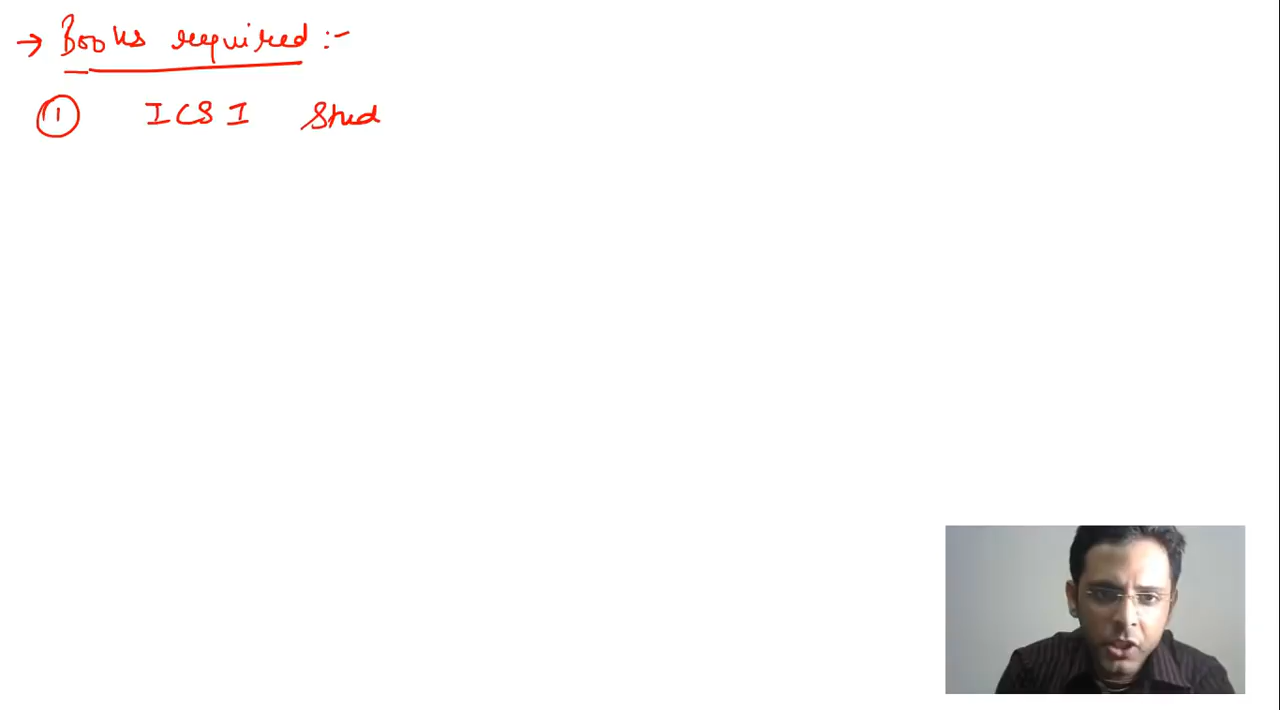 → Books required :-
① ICSI Stud